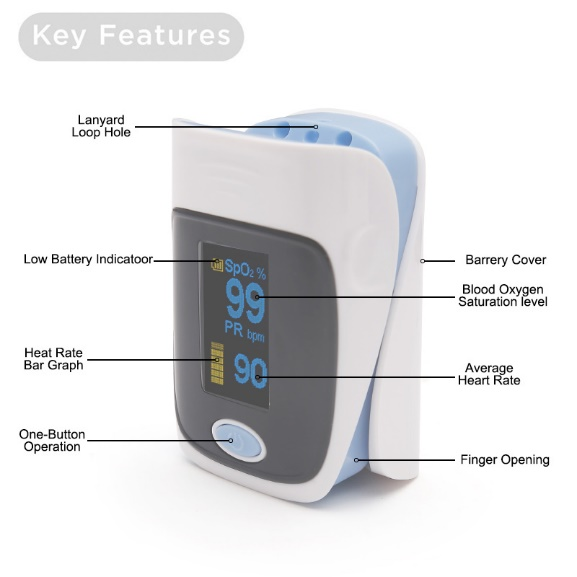 Key Features
Lanyard
Loop Hole
Low Battery Indicatoor
Barrery Cover
SpO₂ %
99
Blood Oxygen
Saturation level
PR bpm
Heat Rate
Bar Graph
90
Average
Heart Rate
One-Button
Operation
Finger Opening